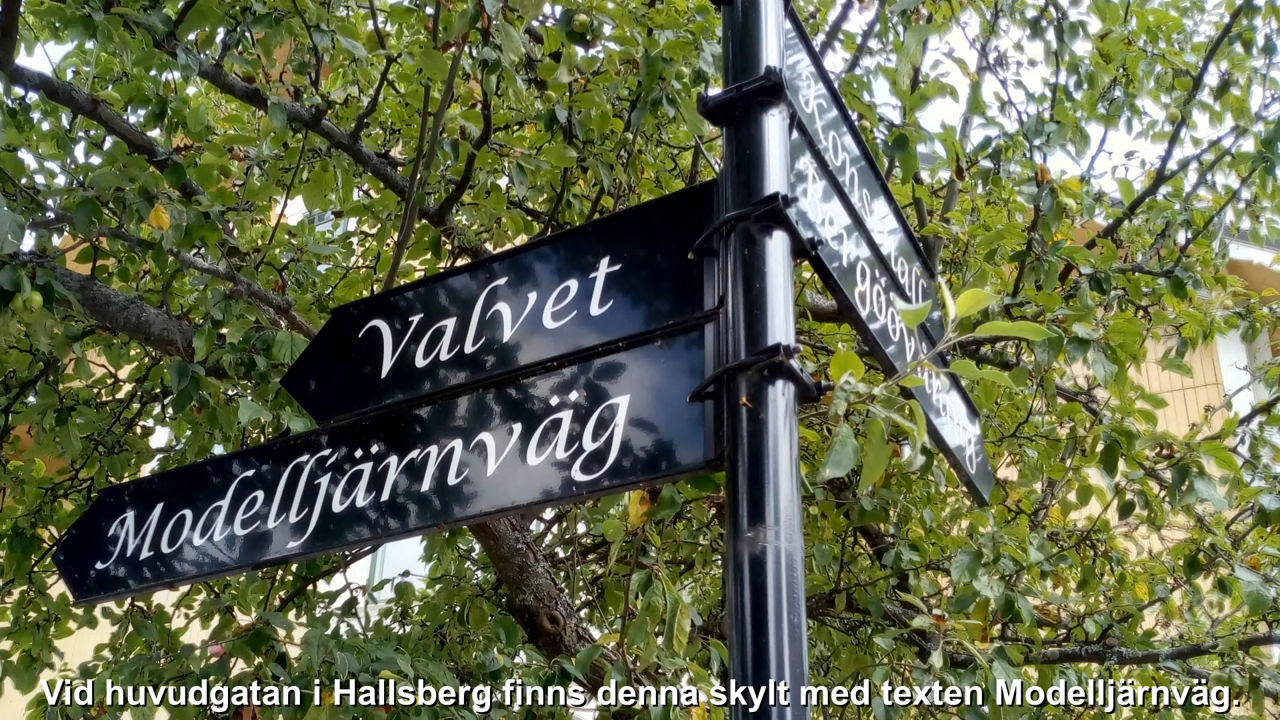 Valvet
Modelljärnväg
Vid huvudgatan i Hallsberg finns denna skylt med texten Modelljärnväg.